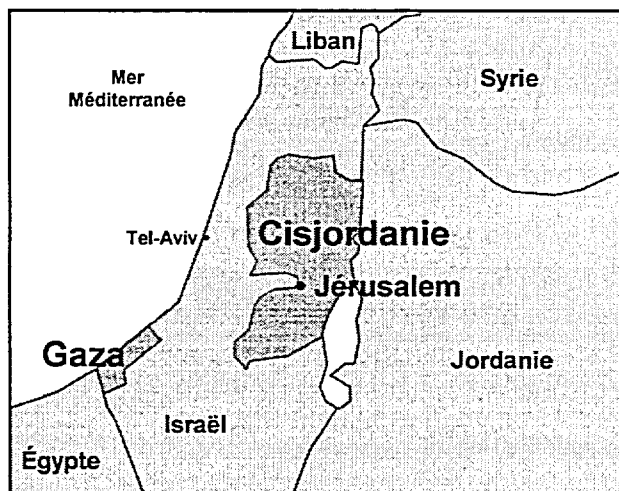 Liban
Mer
Méditerranée
Syrie
Tel-Aviv
Cisjordanie
Jérusalem
Gaza
Jordanie
Israël
Égypte